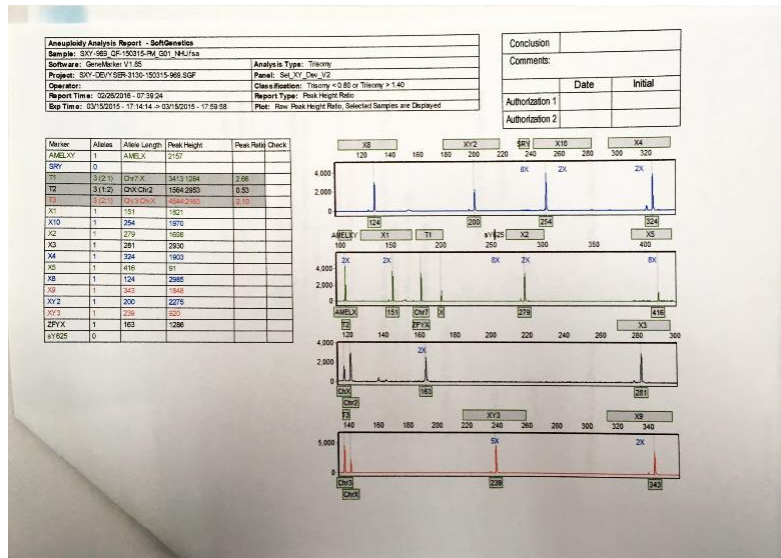 Aneuploidy Analysis Report - SoftGenetics
Sample: SXY-969_QF-150315-PM_G01_NHU.fsa
Software: GeneMarker V1.85 Analysis Type: Trisomy
Project: SXY-DEVYSER-3130-150315-969.SGF Panel: Sel_XY_Dev_V2
Operator: Classification: Trisomy < 0.80 or Trisomy > 1.40
Report Time: 02/26/2016 - 07:39:24 Report Type: Peak Height Ratio
Exp Time: 03/15/2015 - 17:14:14 -> 03/15/2015 - 17:59:58 Plot: Raw Peak Height Ratio, Selected Samples are Displayed
Conclusion
Comments:
Date Initial
Authorization 1
Authorization 2
Marker Alleles Allele Length Peak Height Peak Ratio Check
AMELXY 1 AMELX 2157
SRY 0
T1 3 (2:1) Chr7:X 3413:1284 2.66
T2 3 (1:2) ChX:Chr2 1564:2953 0.53
T3 3 (2:1) Chr3:ChrX 4544:2163 2.10
X1 1 151 1821
X10 1 254 1970
X2 1 279 1698
X3 1 281 2930
X4 1 324 1903
X5 1 416 91
X8 1 124 2985
X9 1 343 1848
XY2 1 200 2275
XY3 1 239 820
ZFYX 1 163 1286
sY625 0
X8 XY2 SRY X10 X4
120 140 160 180 200 220 240 260 280 300 320
4,000
2,000
0
8X 2X 2X
124 200 254 324
AMELXY X1 T1 sY625 X2 X5
100 150 200 250 300 350 400
4,000
2,000
0
2X 2X 8X 2X 8X
AMELX 151 Chr7 X 279 416
T2 ZFYX X3
120 140 160 180 200 220 240 260 280 300
4,000
2,000
0
2X
ChX 163 281
Chr2
T3 XY3 X9
140 160 180 200 220 240 260 280 300 320 340
5,000
0
5X 2X
Chr3 239 343
ChrX